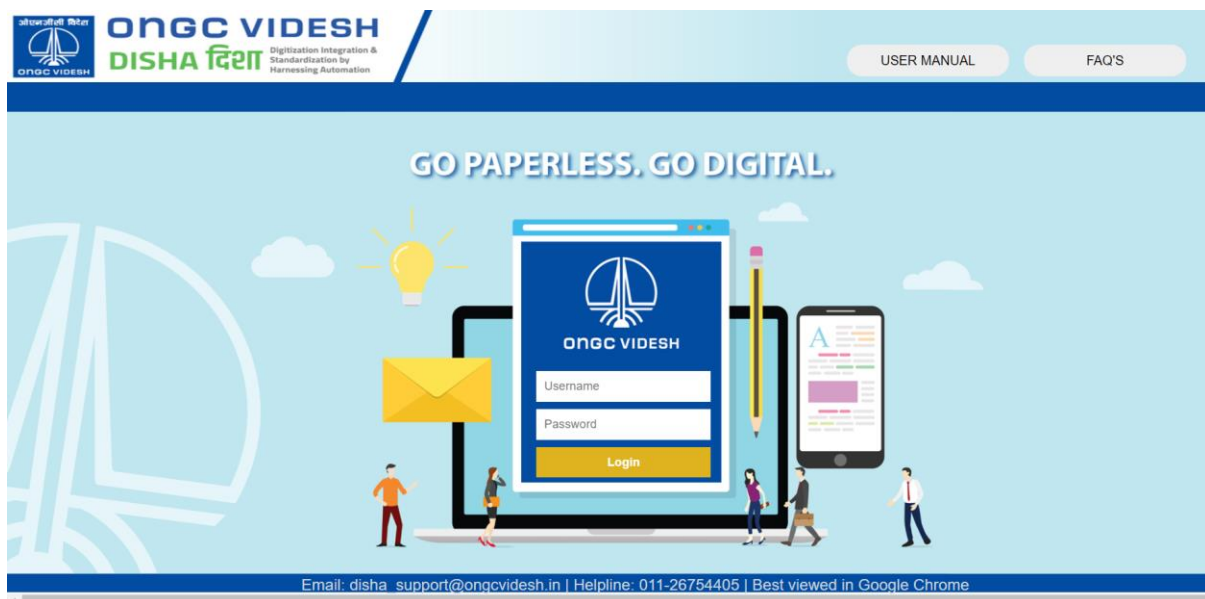 ओएनजीसी विदेश
ONGC VIDESH
ONGC VIDESH
DISHA दिशा
Digitization Integration &
Standardization by
Harnessing Automation
USER MANUAL
FAQ'S
GO PAPERLESS. GO DIGITAL.
ONGC VIDESH
Username
Password
Login
A
Email: disha_support@ongcvidesh.in | Helpline: 011-26754405 | Best viewed in Google Chrome